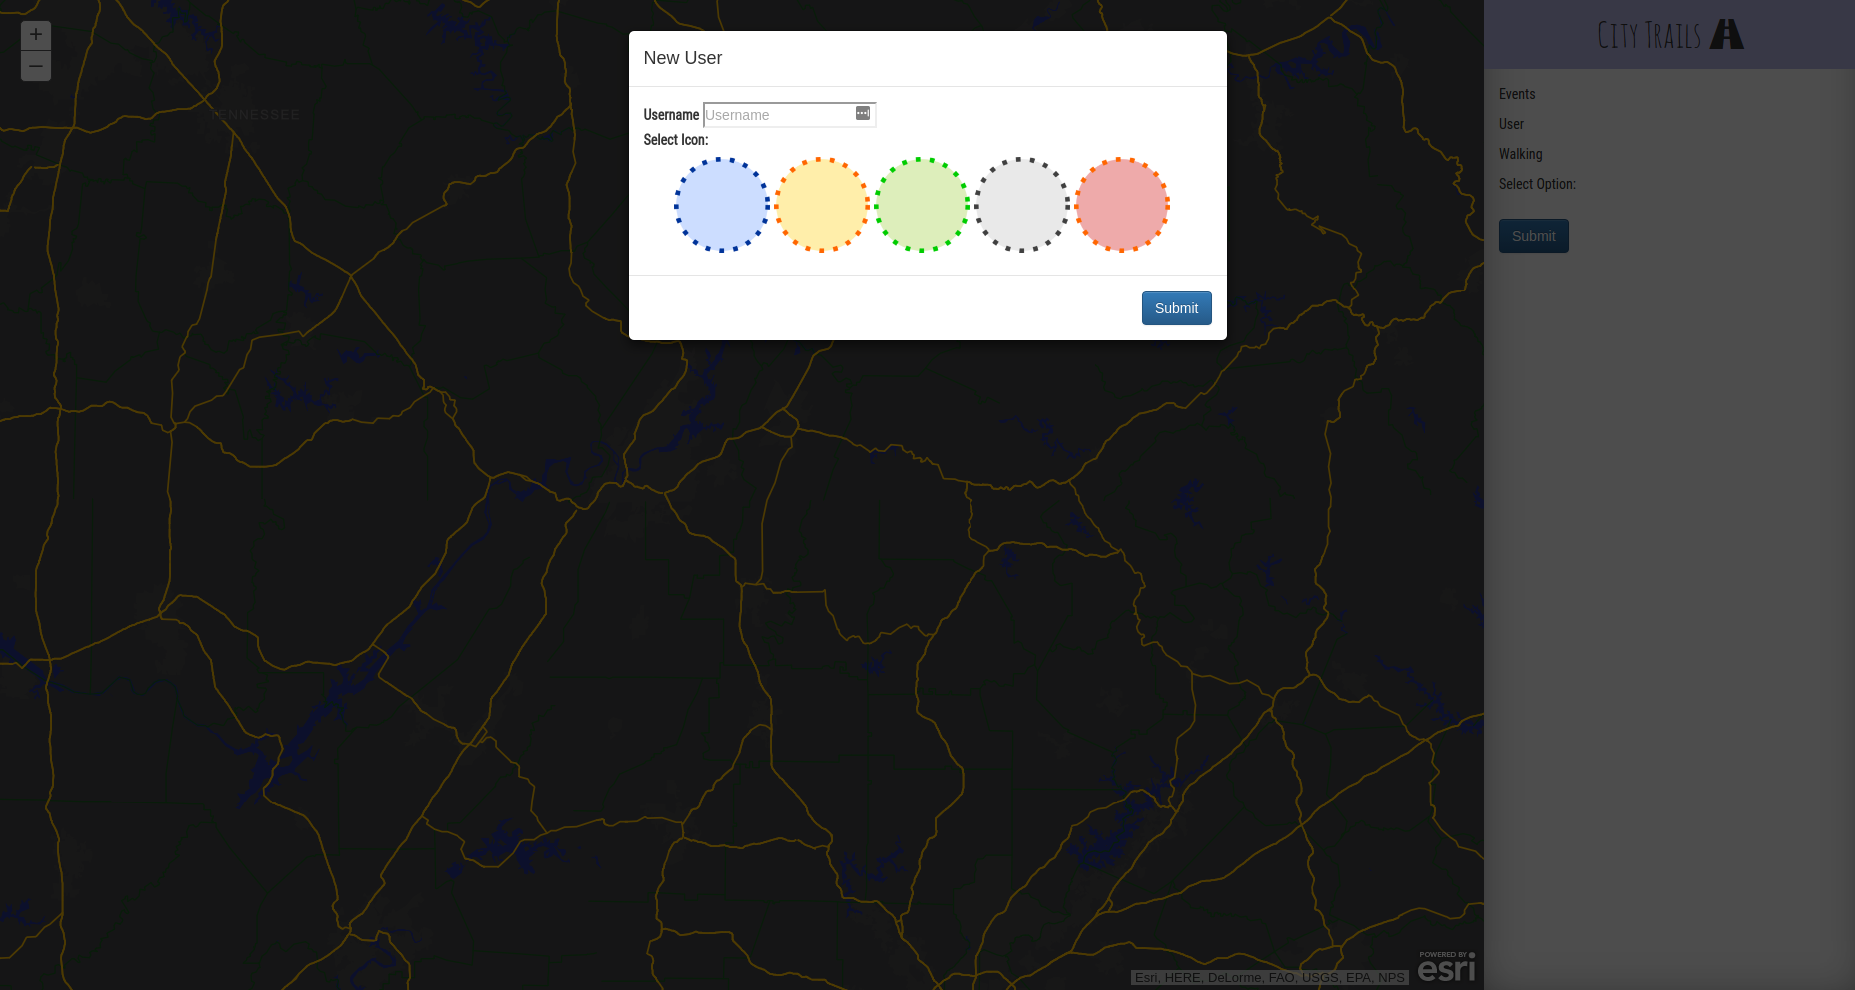 +
−
TENNESSEE
New User
Username Username
Select Icon:
Submit
City Trails
Events
User
Walking
Select Option:
Submit
Esri, HERE, DeLorme, FAO, USGS, EPA, NPS
POWERED BY
esri